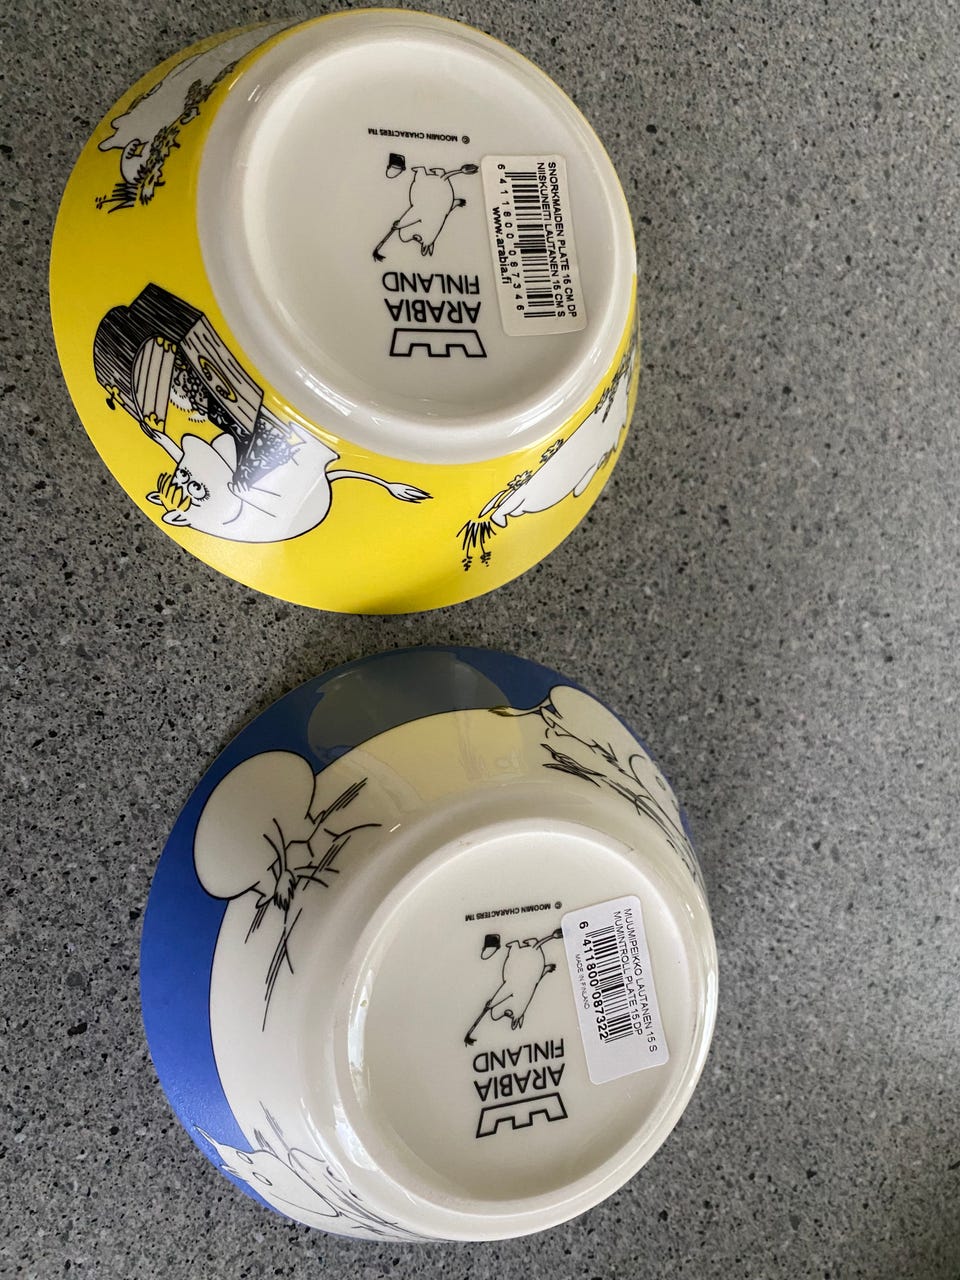 © MOOMIN CHARACTERS TM
ARABIA
FINLAND
SNORKMAIDEN PLATE 15 CM DP
NIISKUNEITI LAUTANEN 15 CM S
6 411800 087346
www.arabia.fi
© MOOMIN CHARACTERS TM
ARABIA
FINLAND
MUUMIPEIKKO LAUTANEN 15 S
MUMINTROLL PLATE 15 DP
6 411800 087322
MADE IN FINLAND